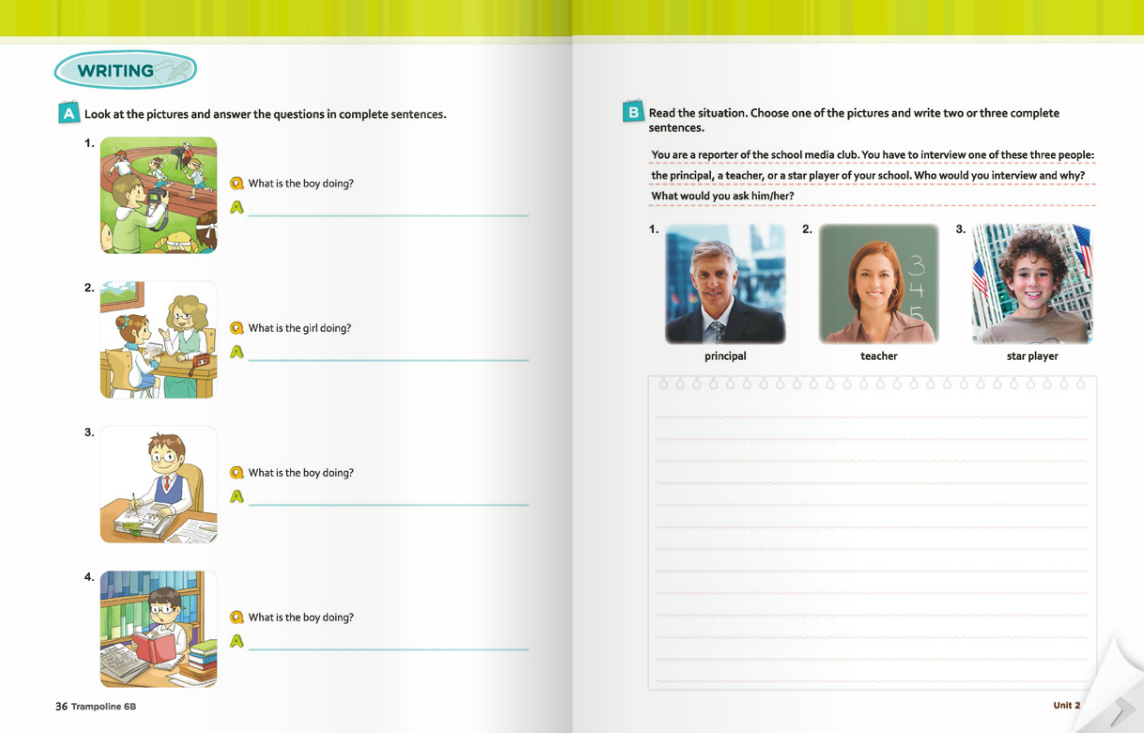 WRITING
A Look at the pictures and answer the questions in complete sentences.
1.
Q What is the boy doing?
A
2.
Q What is the girl doing?
A
3.
Q What is the boy doing?
A
4.
Q What is the boy doing?
A
36 Trampoline 6B
B Read the situation. Choose one of the pictures and write two or three complete
sentences.
You are a reporter of the school media club. You have to interview one of these three people:
the principal, a teacher, or a star player of your school. Who would you interview and why?
What would you ask him/her?
1. 2. 3.
3
4
5
principal teacher star player
Unit 2